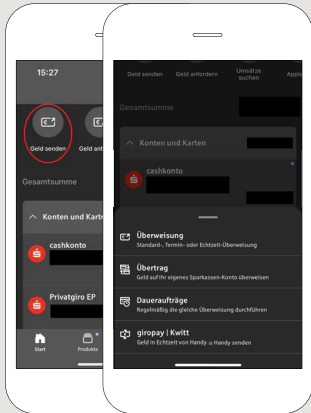 15:27
Geld senden
Geld ant
Gesamtsumme
Konten und Karte
cashkonto
Privatgiro EP
Start
Produkte
Geld senden
Geld anfordern
Umsätze
suchen
Apple
Gesamtsumme
Konten und Karten
cashkonto
Überweisung
Standard-, Termin- oder Echtzeit-Überweisung
Übertrag
Geld auf Ihr eigenes Sparkassen-Konto überweisen
Daueraufträge
Regelmäßig die gleiche Überweisung durchführen
giropay | Kwitt
Geld in Echtzeit von Handy zu Handy senden